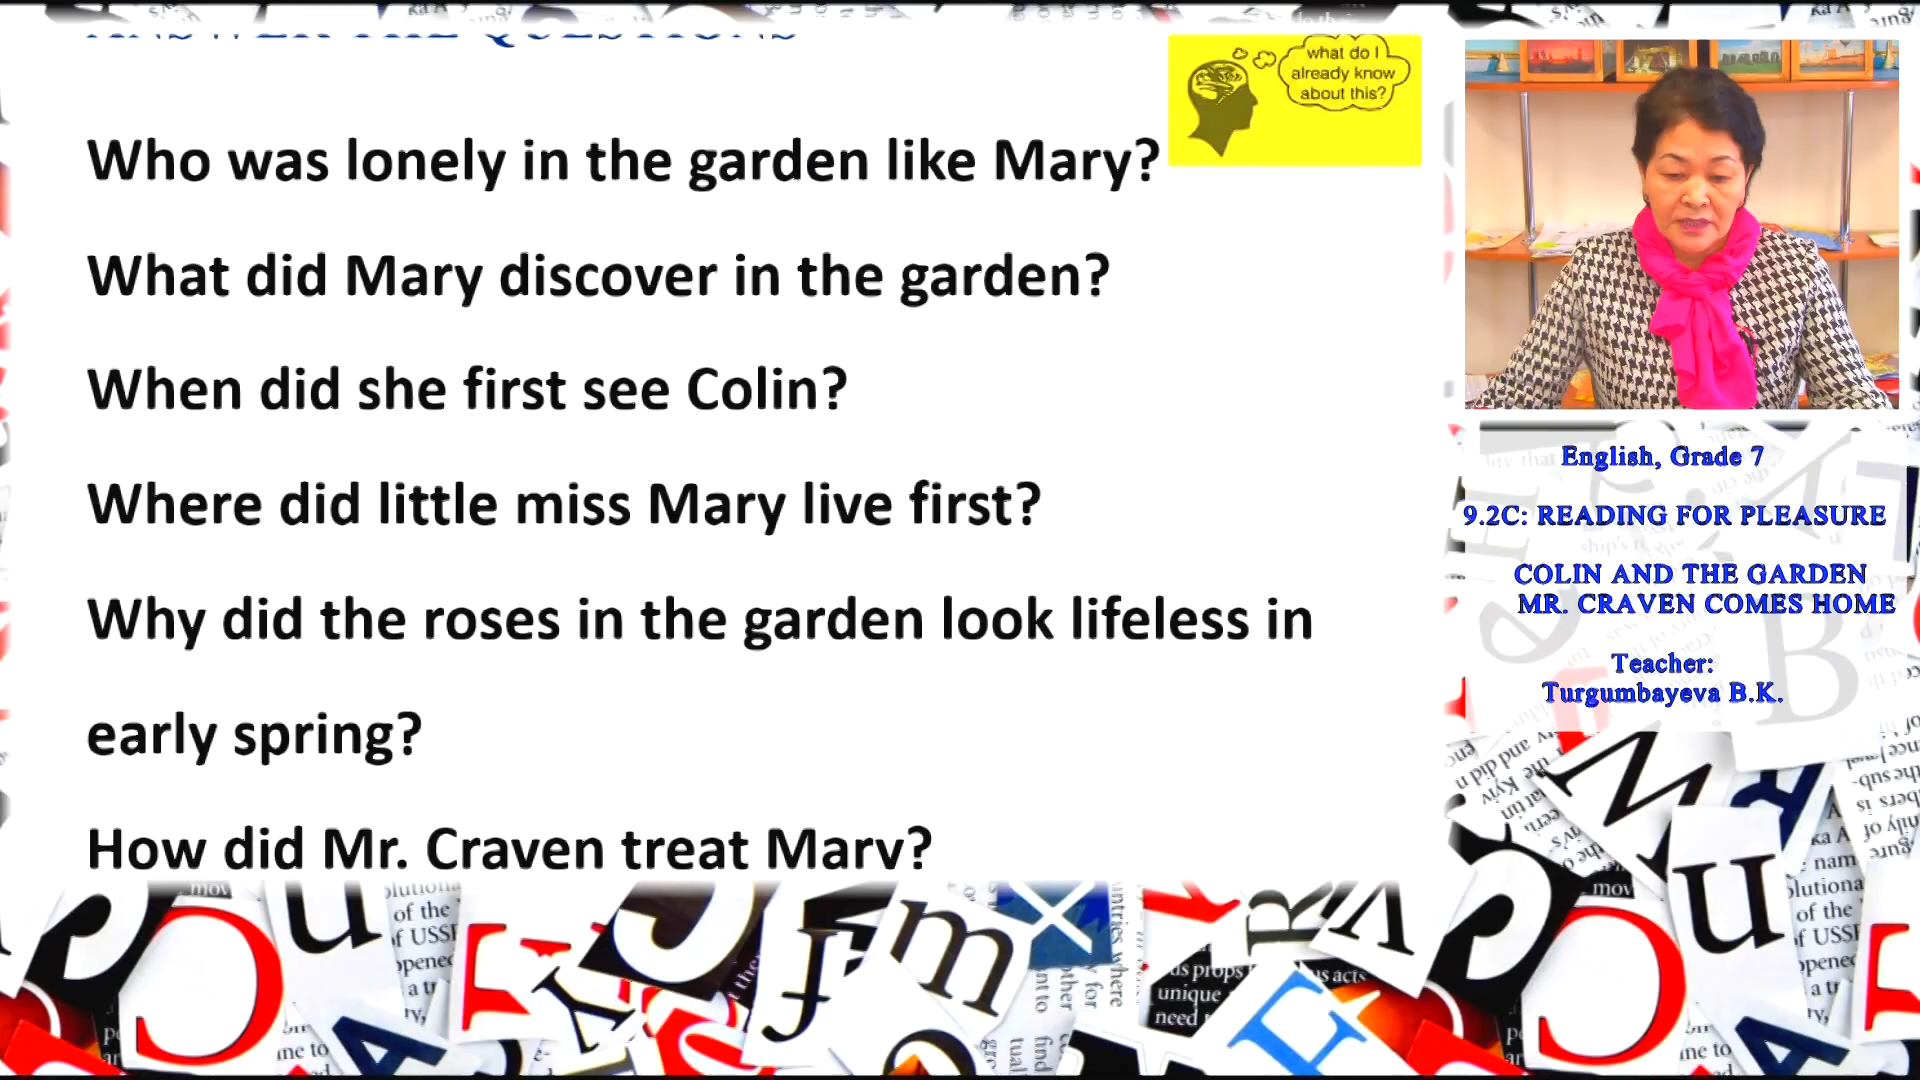 ANSWER THE QUESTIONS
what do I
already know
about this?
Who was lonely in the garden like Mary?
What did Mary discover in the garden?
When did she first see Colin?
Where did little miss Mary live first?
Why did the roses in the garden look lifeless in
early spring?
How did Mr. Craven treat Mary?
English, Grade 7
9.2C: READING FOR PLEASURE
COLIN AND THE GARDEN
MR. CRAVEN COMES HOME
Teacher:
Turgumbayeva B.K.